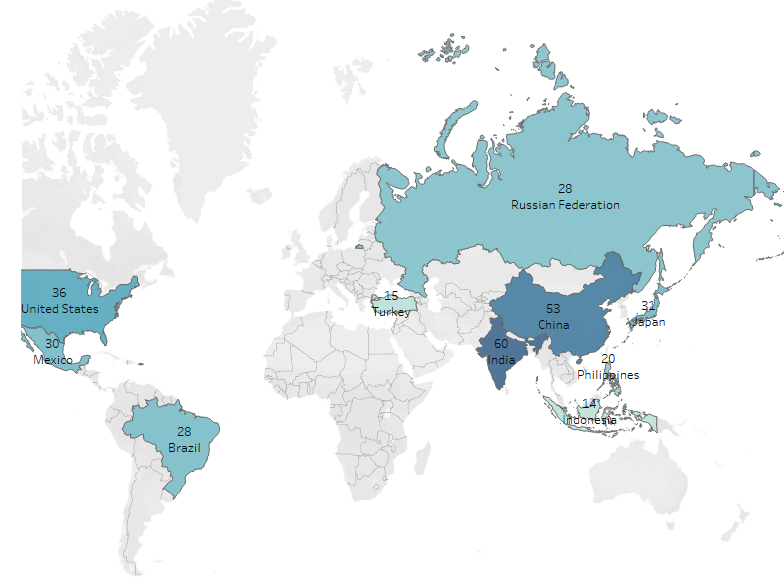 28
Russian Federation
36
United States
15
Turkey
53
China
31
Japan
30
Mexico
60
India
20
Philippines
14
Indonesia
28
Brazil